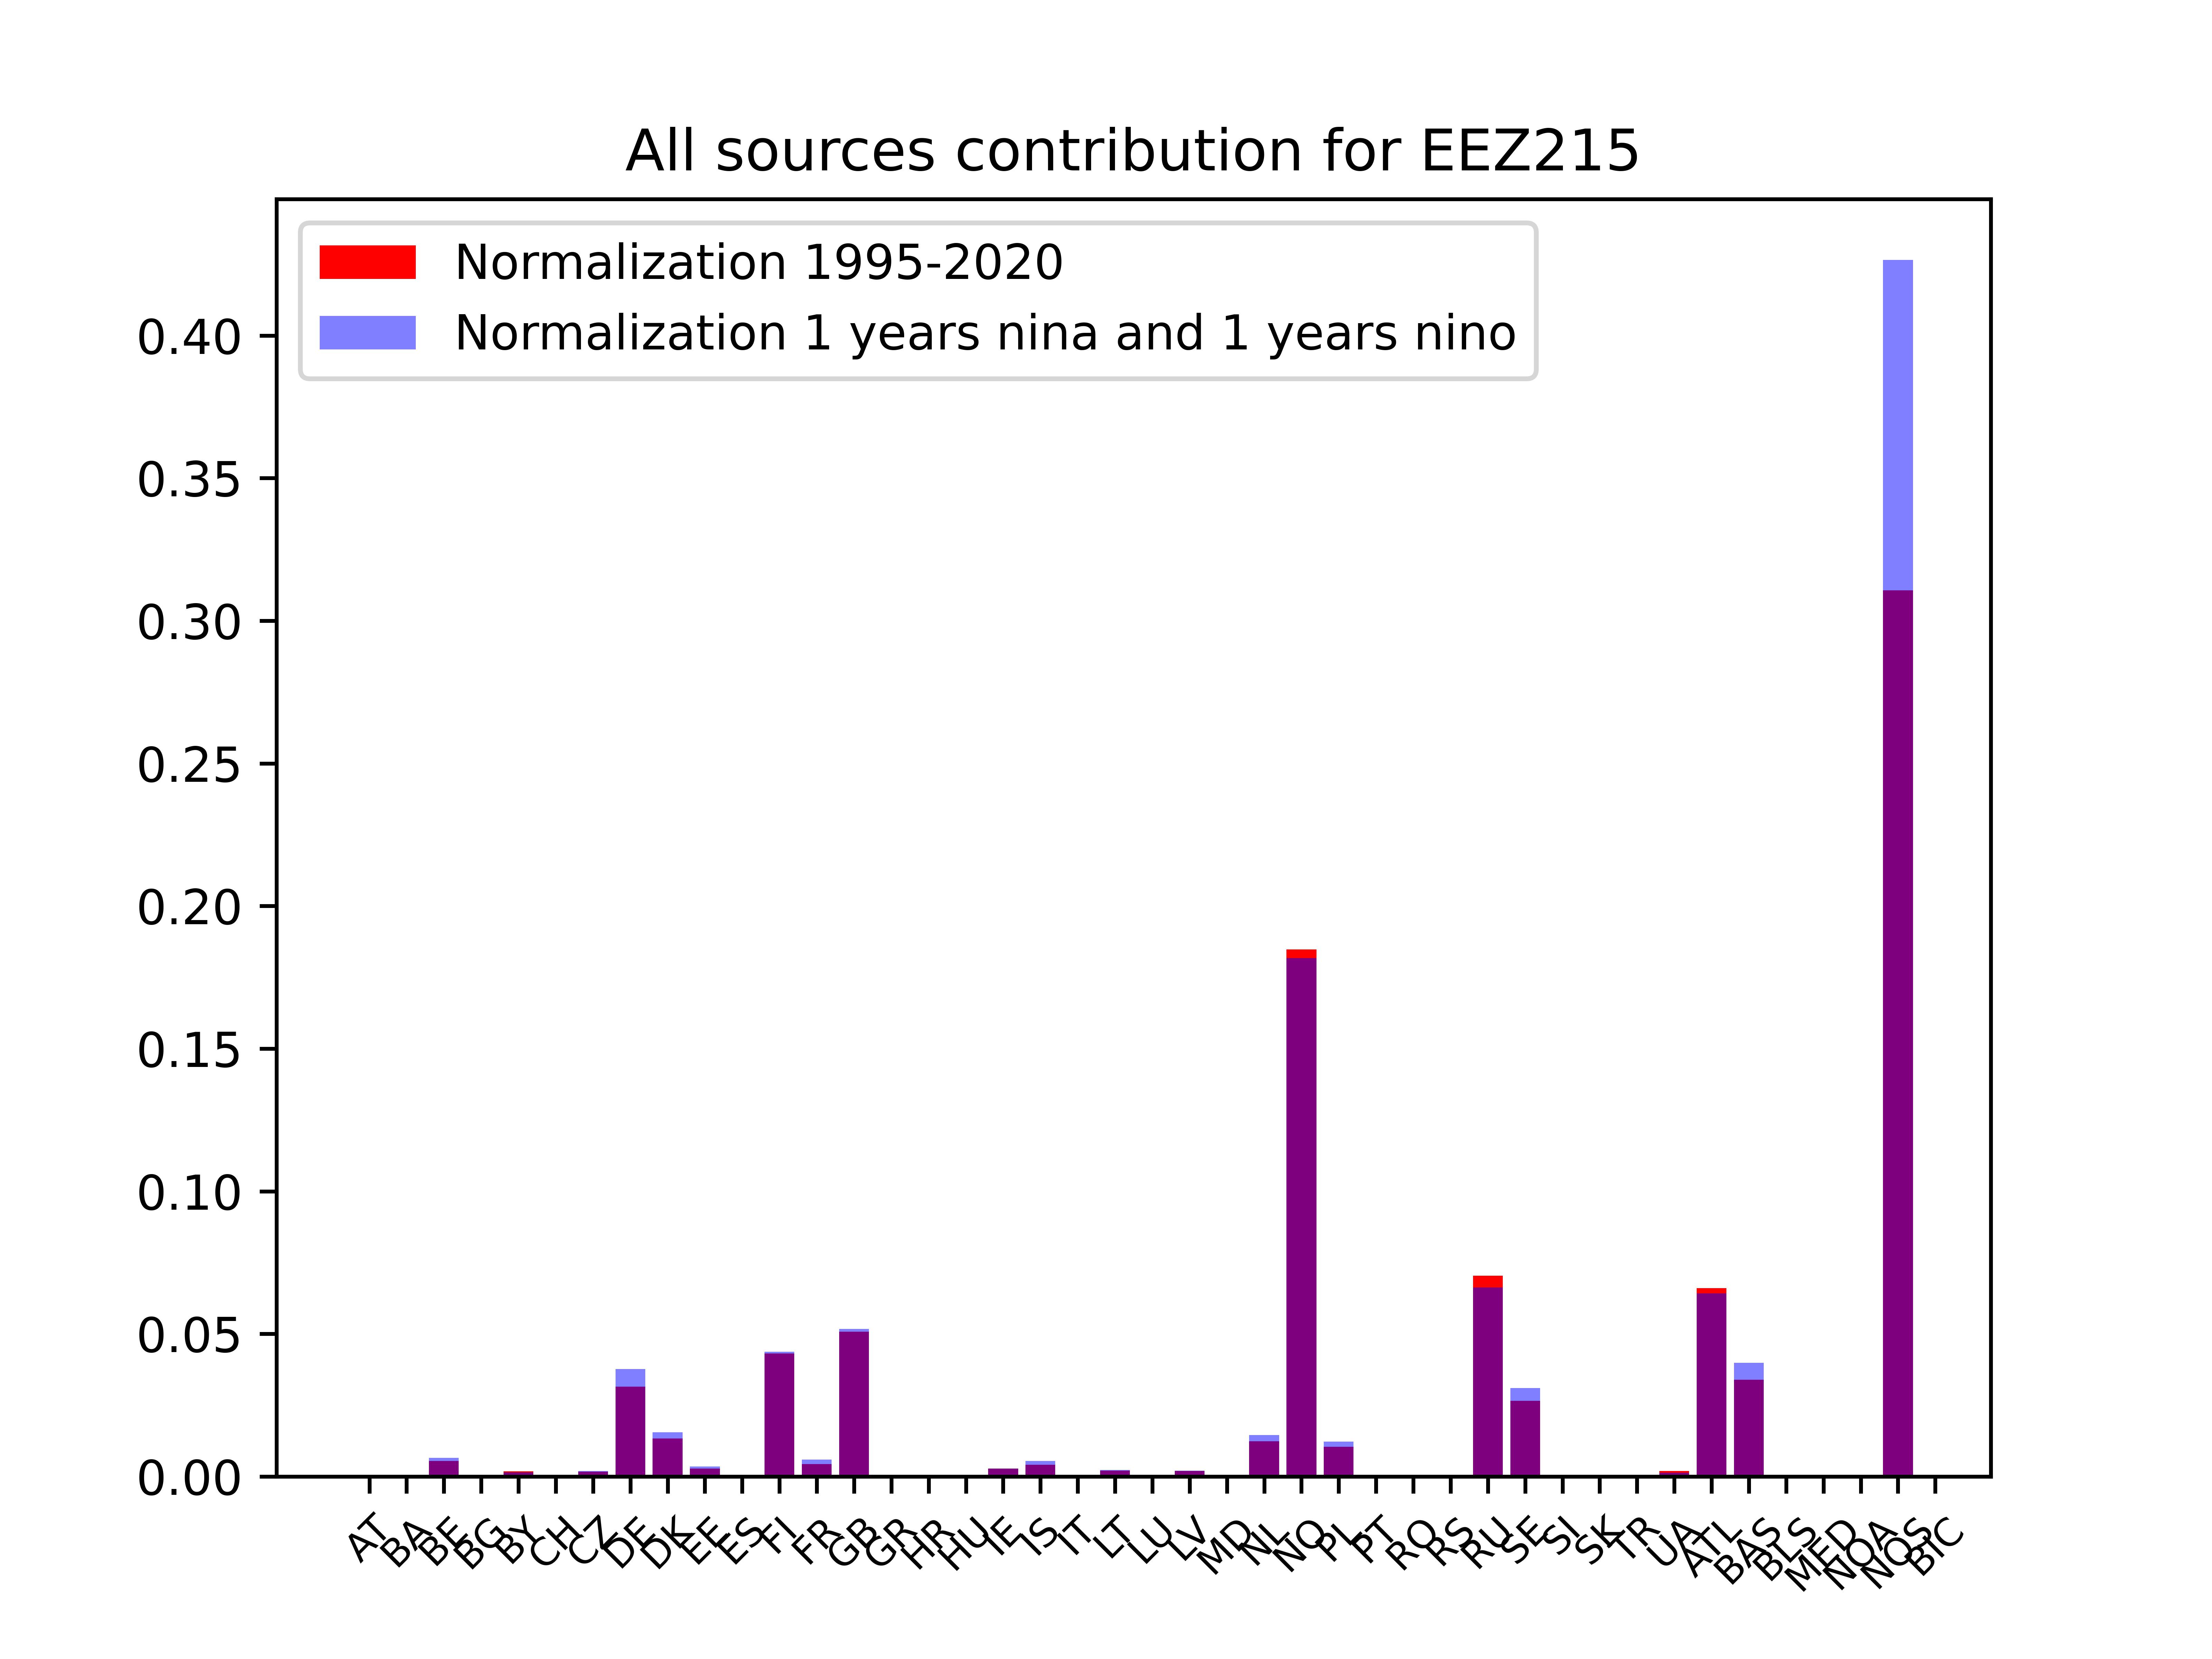 All sources contribution for EEZ215
Normalization 1995-2020
Normalization 1 years nina and 1 years nino
0.40
0.35
0.30
0.25
0.20
0.15
0.10
0.05
0.00
AT BA BE BG BY CH CZ DE DK EE ES FI FR GB GR HR HU IE IS IT LT LU LV MD NL NO PL PT RO RS RU SE SI SK TR UA ATL BAS BLS MED NOA NOS BIC